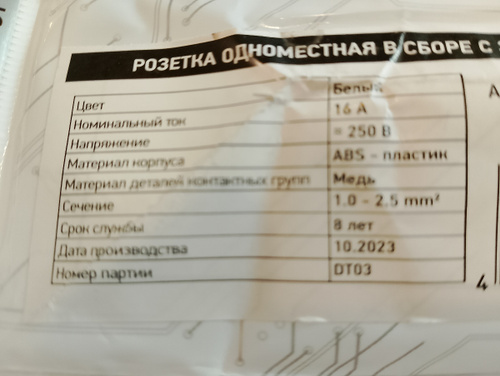 РОЗЕТКА ОДНОМЕСТНАЯ В СБОРЕ С
Цвет Белый
Номинальный ток 16 А
Напряжение ≈ 250 В
Материал корпуса ABS - пластик
Материал деталей контактных групп Медь
Сечение 1.0 - 2.5 mm²
Срок службы 8 лет
Дата производства 10.2023
Номер партии DT03
4